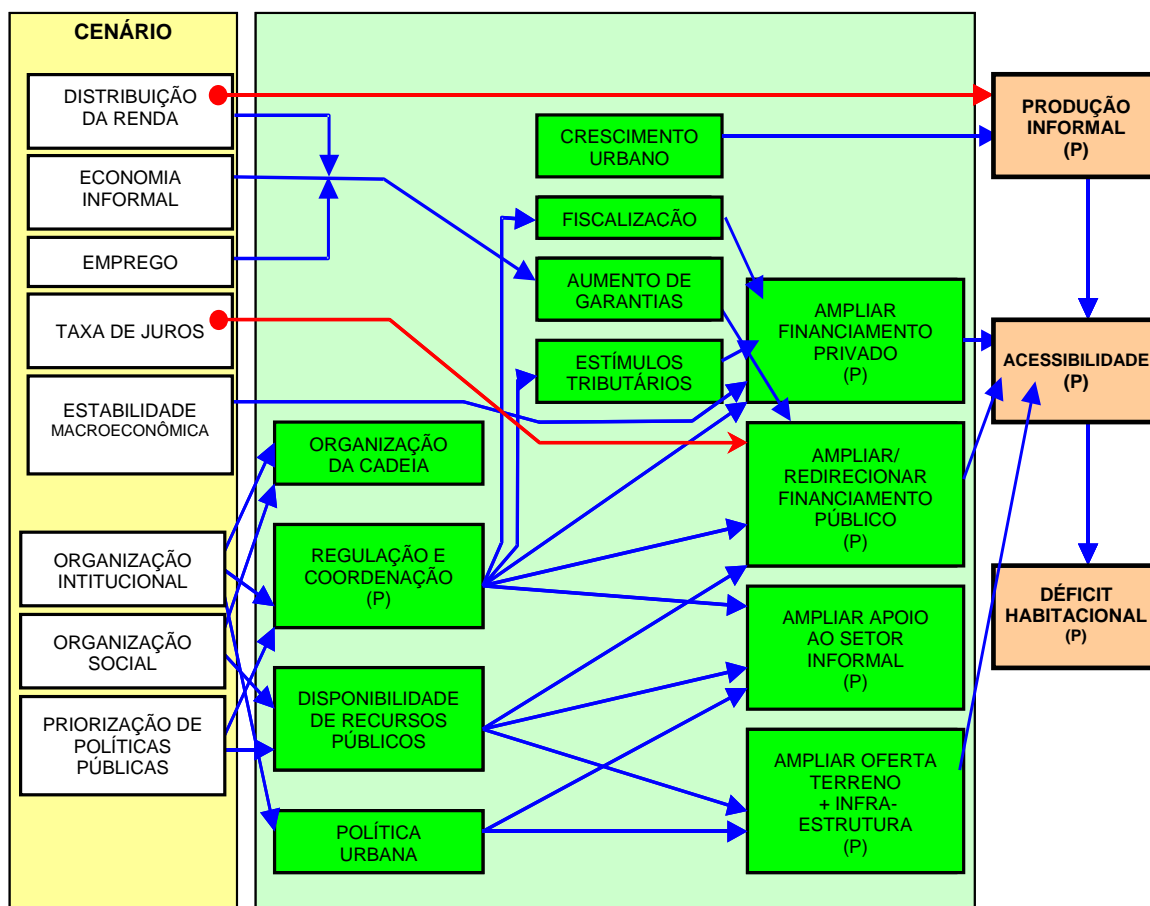 CENÁRIO
DISTRIBUIÇÃO
DA RENDA
ECONOMIA
INFORMAL
EMPREGO
TAXA DE JUROS
ESTABILIDADE
MACROECONÔMICA
ORGANIZAÇÃO
INTITUCIONAL
ORGANIZAÇÃO
SOCIAL
PRIORIZAÇÃO DE
POLÍTICAS
PÚBLICAS
ORGANIZAÇÃO
DA CADEIA
REGULAÇÃO E
COORDENAÇÃO
(P)
DISPONIBILIDADE
DE RECURSOS
PÚBLICOS
POLÍTICA
URBANA
CRESCIMENTO
URBANO
FISCALIZAÇÃO
AUMENTO DE
GARANTIAS
ESTÍMULOS
TRIBUTÁRIOS
AMPLIAR
FINANCIAMENTO
PRIVADO
(P)
AMPLIAR/
REDIRECIONAR
FINANCIAMENTO
PÚBLICO
(P)
AMPLIAR APOIO
AO SETOR
INFORMAL
(P)
AMPLIAR OFERTA
TERRENO
+ INFRA-
ESTRUTURA
(P)
PRODUÇÃO
INFORMAL
(P)
ACESSIBILIDADE
(P)
DÉFICIT
HABITACIONAL
(P)